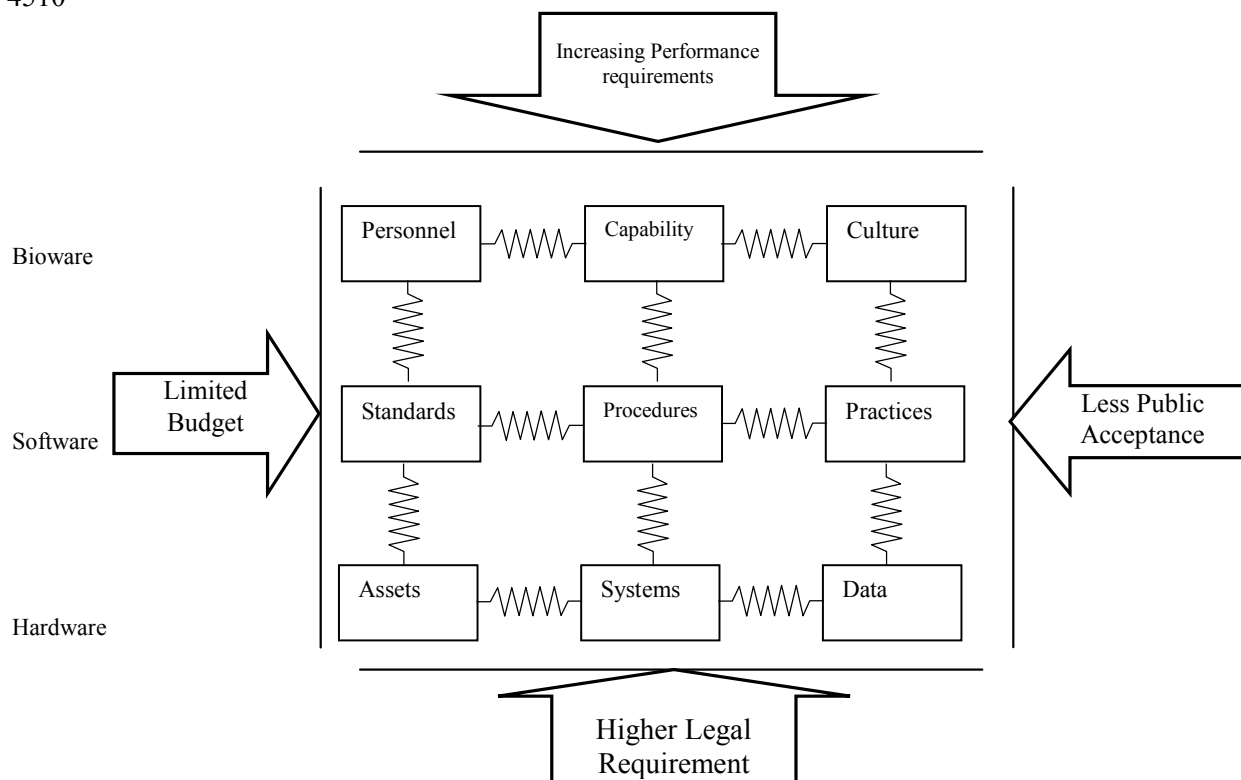 4510
Increasing Performance
requirements
Personnel
Capability
Culture
Bioware
Limited
Budget
Standards
Procedures
Practices
Less Public
Acceptance
Software
Assets
Systems
Data
Hardware
Higher Legal
Requirement